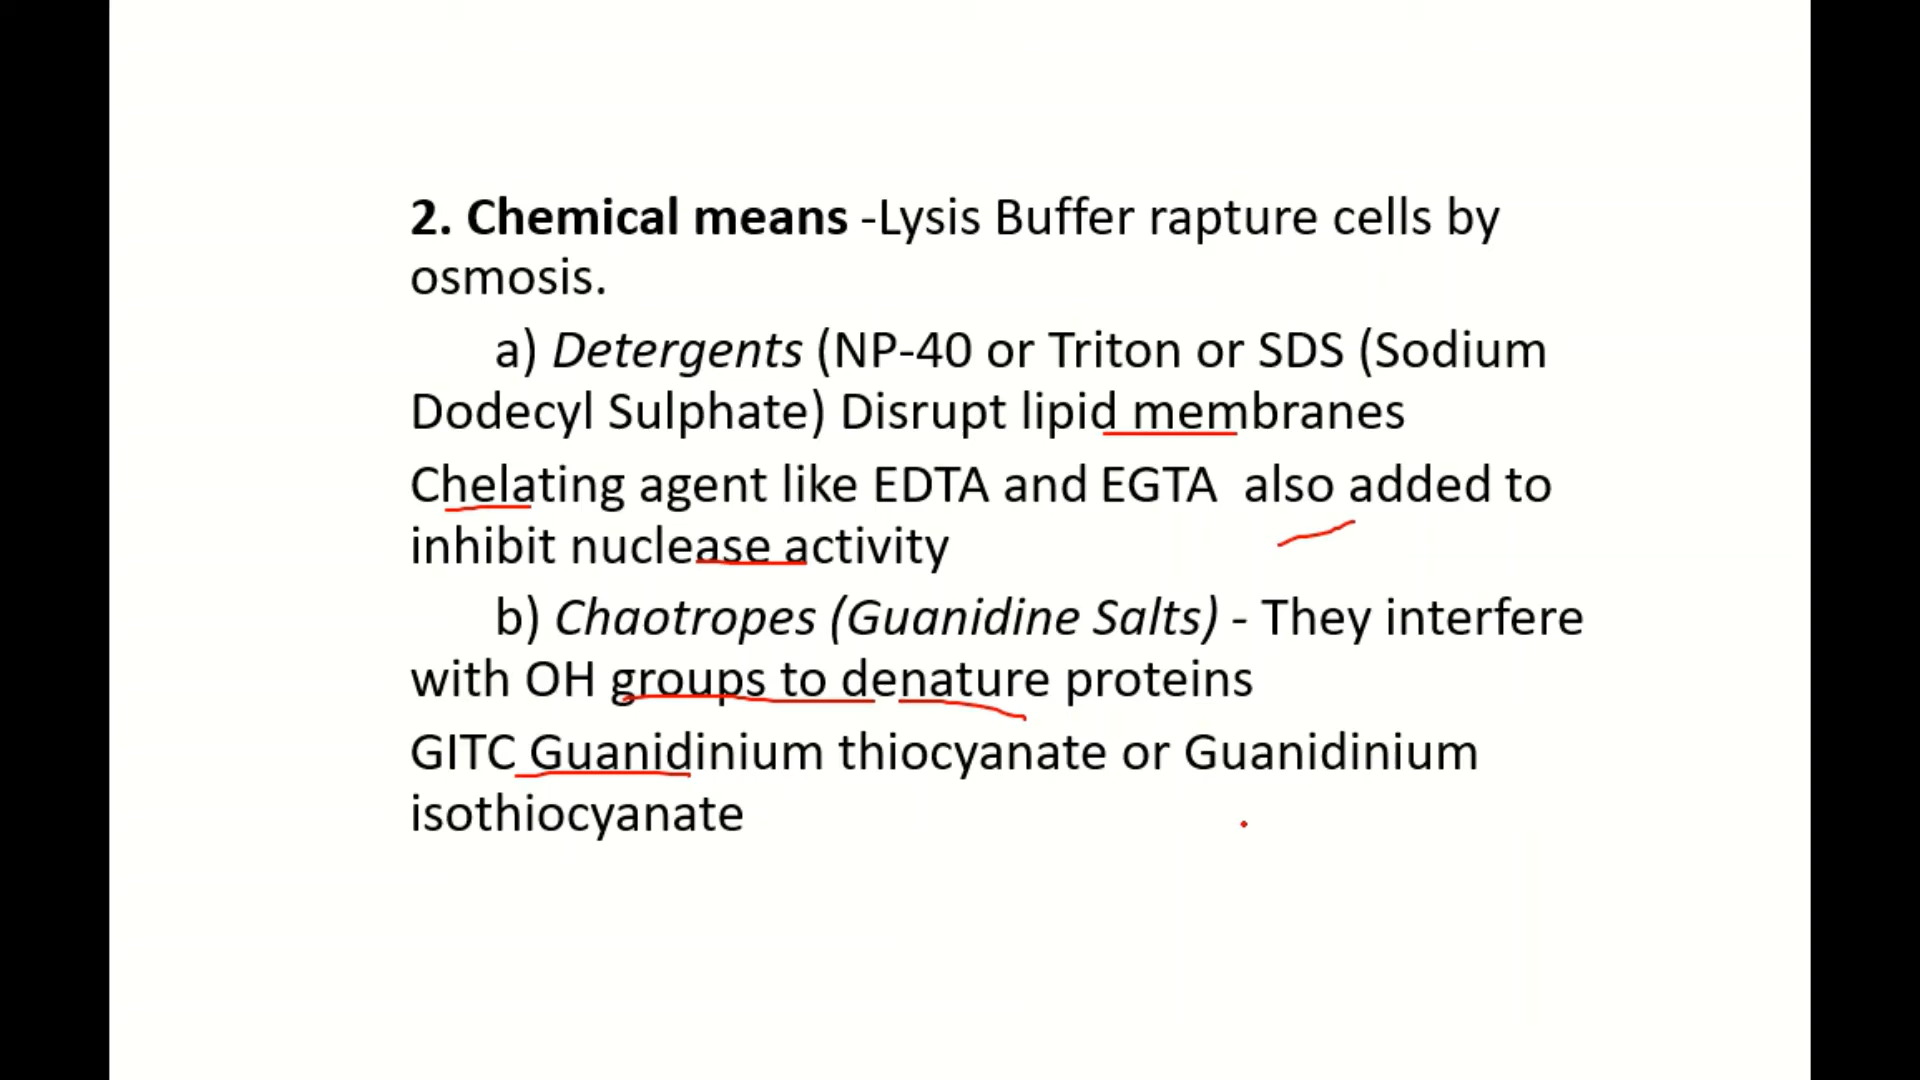 2. Chemical means -Lysis Buffer rapture cells by
osmosis.
a) Detergents (NP-40 or Triton or SDS (Sodium
Dodecyl Sulphate) Disrupt lipid membranes
Chelating agent like EDTA and EGTA  also added to
inhibit nuclease activity
b) Chaotropes (Guanidine Salts) - They interfere
with OH groups to denature proteins
GITC Guanidinium thiocyanate or Guanidinium
isothiocyanate